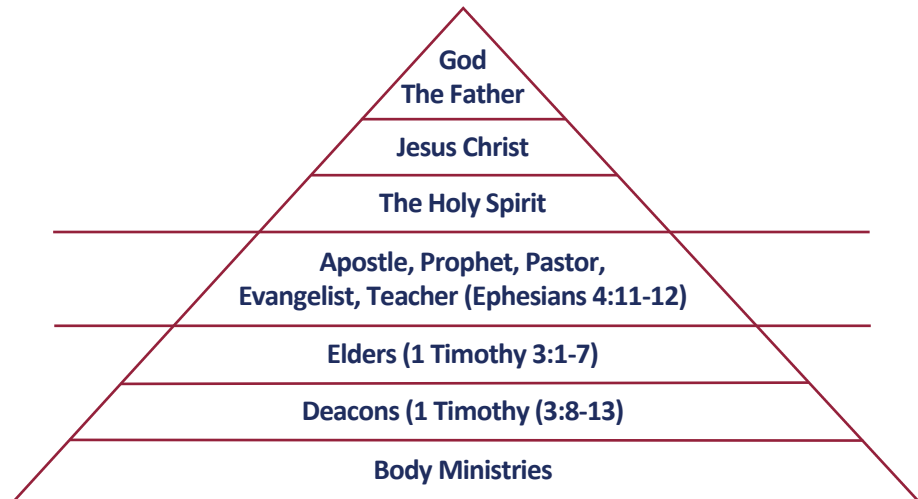 God
The Father
Jesus Christ
The Holy Spirit
Apostle, Prophet, Pastor,
Evangelist, Teacher (Ephesians 4:11-12)
Elders (1 Timothy 3:1-7)
Deacons (1 Timothy (3:8-13)
Body Ministries